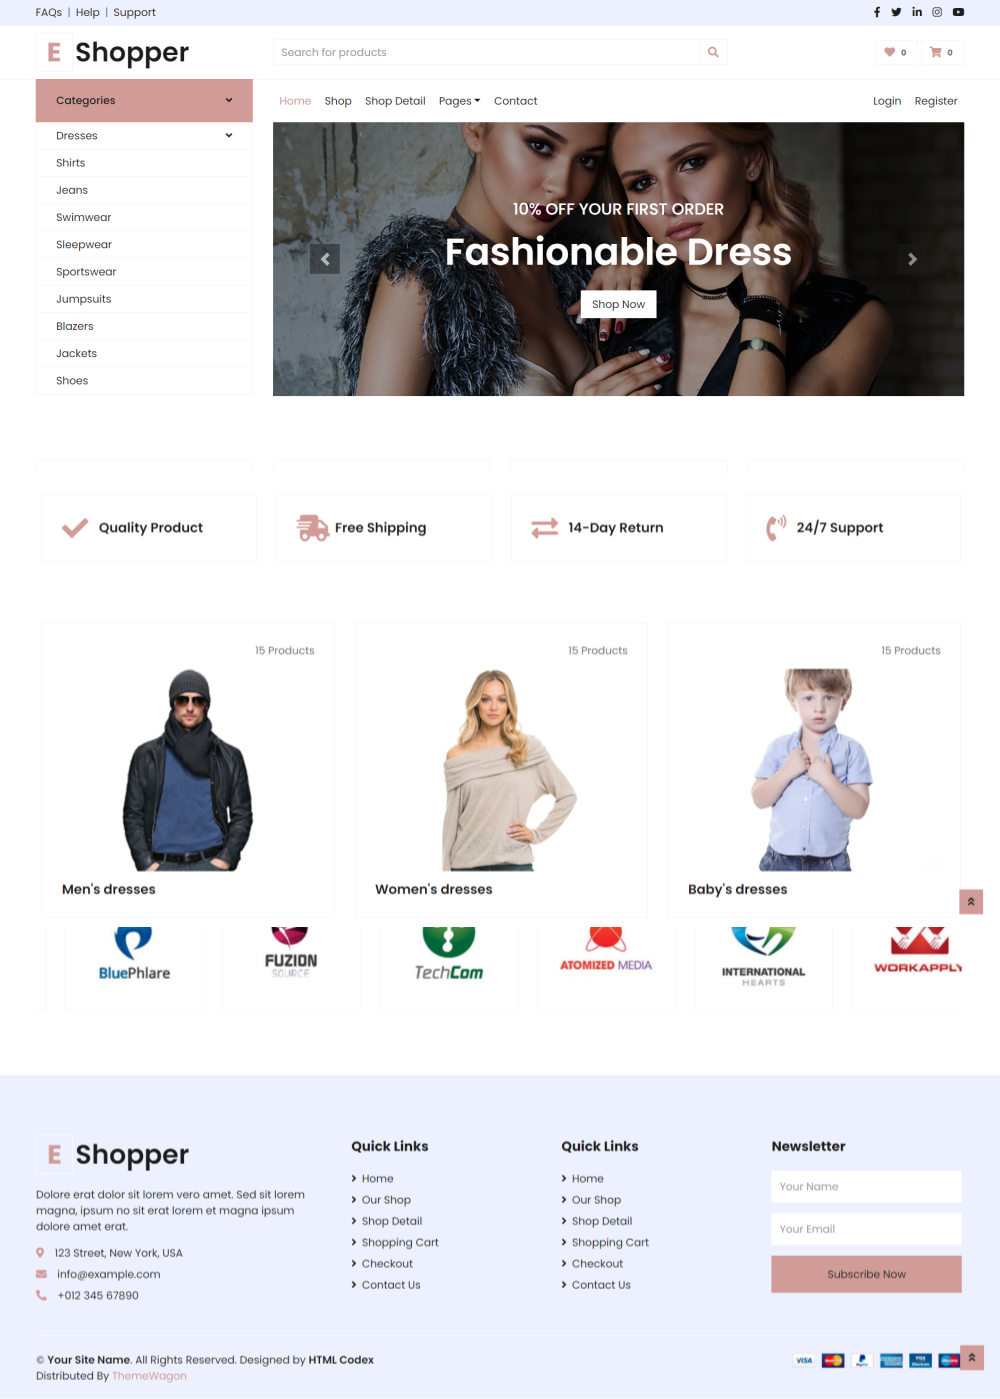 FAQs | Help | Support
E Shopper
Search for products
0
0
Categories
Home Shop Shop Detail Pages Contact Login Register
Dresses
Shirts
Jeans
Swimwear
Sleepwear
Sportswear
Jumpsuits
Blazers
Jackets
Shoes
10% OFF YOUR FIRST ORDER
Fashionable Dress
Shop Now
Quality Product
Free Shipping
14-Day Return
24/7 Support
15 Products
15 Products
15 Products
Men's dresses
Women's dresses
Baby's dresses
BluePhlare
FUZION
SOURCE
TechCom
ATOMIZED MEDIA
INTERNATIONAL
HEARTS
WORKAPPLY
E Shopper
Dolore erat dolor sit lorem vero amet. Sed sit lorem
magna, ipsum no sit erat lorem et magna ipsum
dolore amet erat.
123 Street, New York, USA
info@example.com
+012 345 67890
Quick Links
Home
Our Shop
Shop Detail
Shopping Cart
Checkout
Contact Us
Quick Links
Home
Our Shop
Shop Detail
Shopping Cart
Checkout
Contact Us
Newsletter
Your Name
Your Email
Subscribe Now
© Your Site Name. All Rights Reserved. Designed by HTML Codex
Distributed By ThemeWagon
VISA